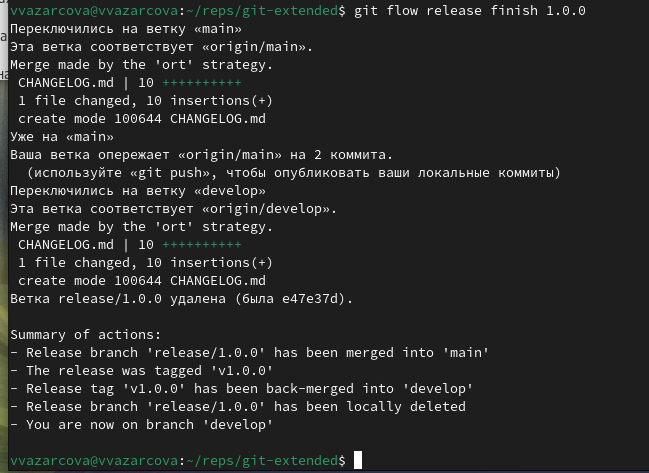 vvazarcova@vvazarcova:~/reps/git-extended$ git flow release finish 1.0.0
Переключились на ветку «main»
Эта ветка соответствует «origin/main».
Merge made by the 'ort' strategy.
 CHANGELOG.md | 10 ++++++++++
 1 file changed, 10 insertions(+)
 create mode 100644 CHANGELOG.md
Уже на «main»
Ваша ветка опережает «origin/main» на 2 коммита.
  (используйте «git push», чтобы опубликовать ваши локальные коммиты)
Переключились на ветку «develop»
Эта ветка соответствует «origin/develop».
Merge made by the 'ort' strategy.
 CHANGELOG.md | 10 ++++++++++
 1 file changed, 10 insertions(+)
 create mode 100644 CHANGELOG.md
Ветка release/1.0.0 удалена (была e47e37d).

Summary of actions:
- Release branch 'release/1.0.0' has been merged into 'main'
- The release was tagged 'v1.0.0'
- Release tag 'v1.0.0' has been back-merged into 'develop'
- Release branch 'release/1.0.0' has been locally deleted
- You are now on branch 'develop'

vvazarcova@vvazarcova:~/reps/git-extended$